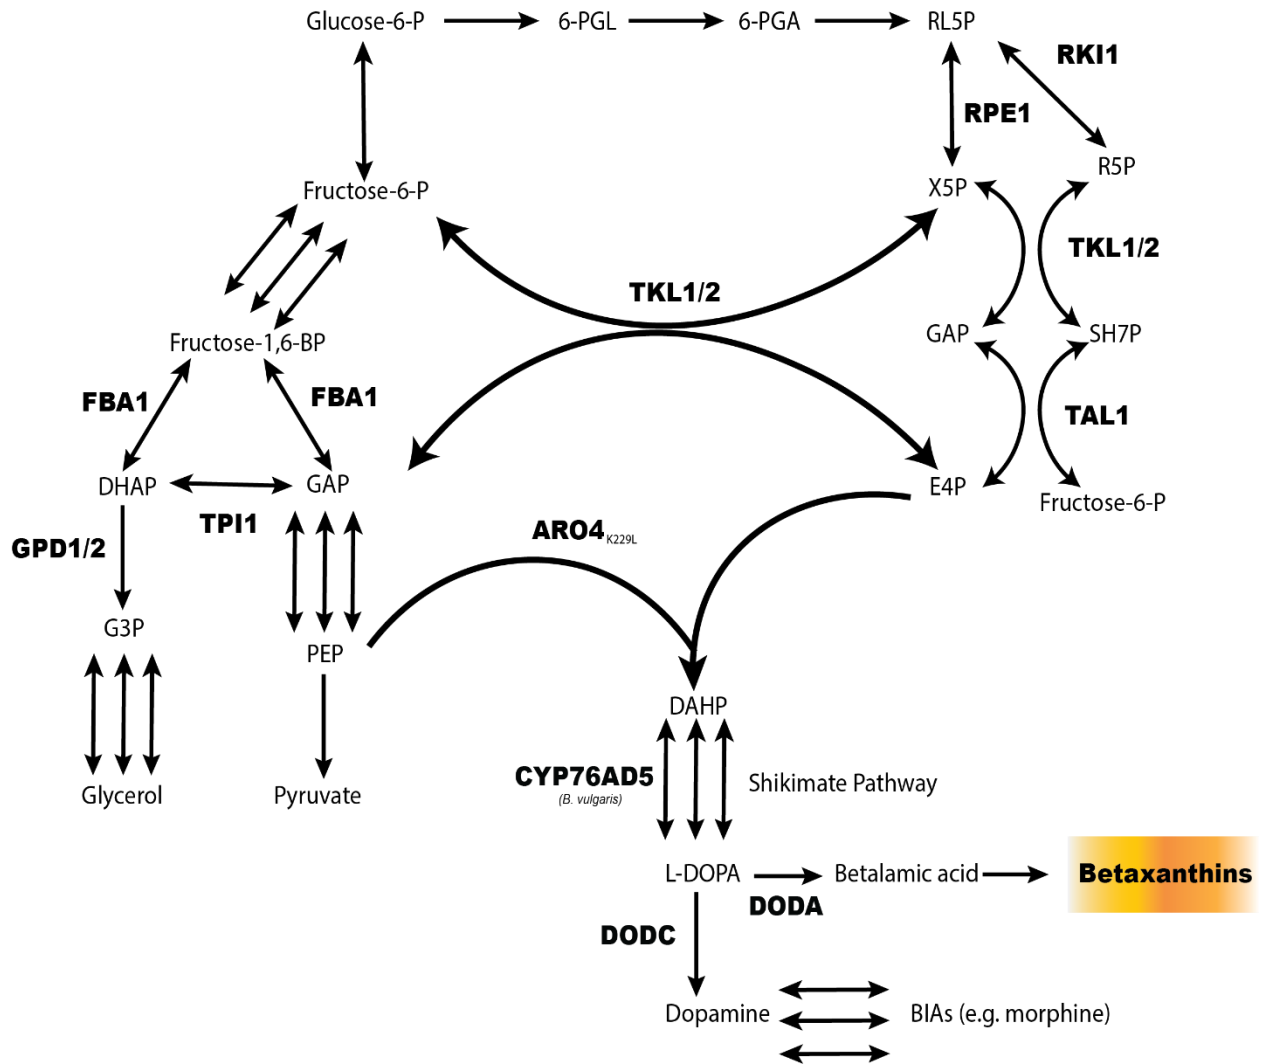 Glucose-6-P
6-PGL
6-PGA
RL5P
RKI1
RPE1
R5P
Fructose-6-P
X5P
TKL1/2
TKL1/2
Fructose-1,6-BP
GAP
SH7P
FBA1
FBA1
TAL1
DHAP
GAP
E4P
Fructose-6-P
TPI1
ARO4K229L
GPD1/2
G3P
PEP
DAHP
CYP76AD5
(B. vulgaris)
Shikimate Pathway
Glycerol
Pyruvate
L-DOPA
Betalamic acid
Betaxanthins
DODA
DODC
Dopamine
BIAs (e.g. morphine)